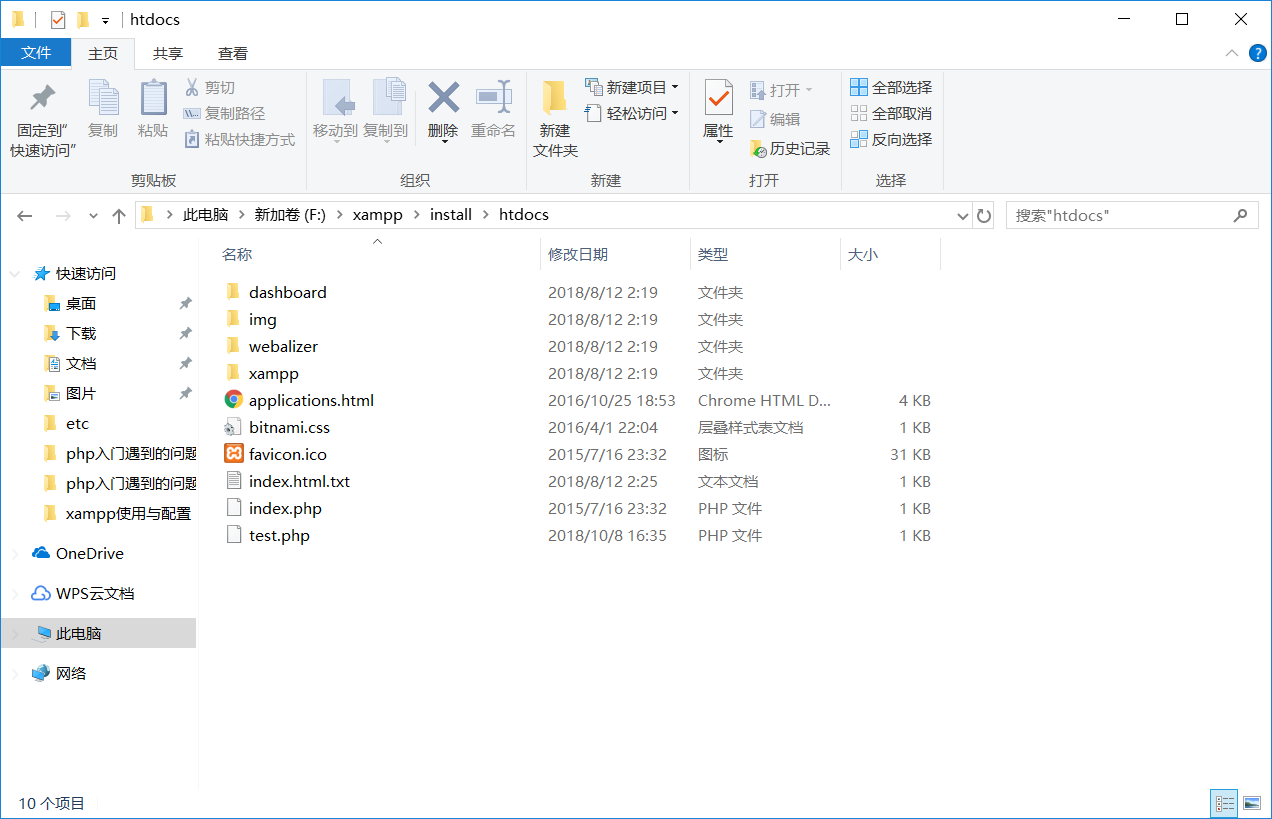 htdocs
文件 主页 共享 查看
固定到"快速访问" 复制 粘贴 剪切 复制路径 粘贴快捷方式
移动到 复制到 删除 重命名
新建文件夹 新建项目 轻松访问
属性 打开 编辑 历史记录
全部选择 全部取消 反向选择
剪贴板 组织 新建 打开 选择
此电脑 新加卷 (F:) xampp install htdocs
搜索"htdocs"
名称 修改日期 类型 大小
快速访问
桌面
下载
文档
图片
etc
php入门遇到的问题
php入门遇到的问题
xampp使用与配置
OneDrive
WPS云文档
此电脑
网络
dashboard 2018/8/12 2:19 文件夹
img 2018/8/12 2:19 文件夹
webalizer 2018/8/12 2:19 文件夹
xampp 2018/8/12 2:19 文件夹
applications.html 2016/10/25 18:53 Chrome HTML D... 4 KB
bitnami.css 2016/4/1 22:04 层叠样式表文档 1 KB
favicon.ico 2015/7/16 23:32 图标 31 KB
index.html.txt 2018/8/12 2:25 文本文档 1 KB
index.php 2015/7/16 23:32 PHP 文件 1 KB
test.php 2018/10/8 16:35 PHP 文件 1 KB
10 个项目